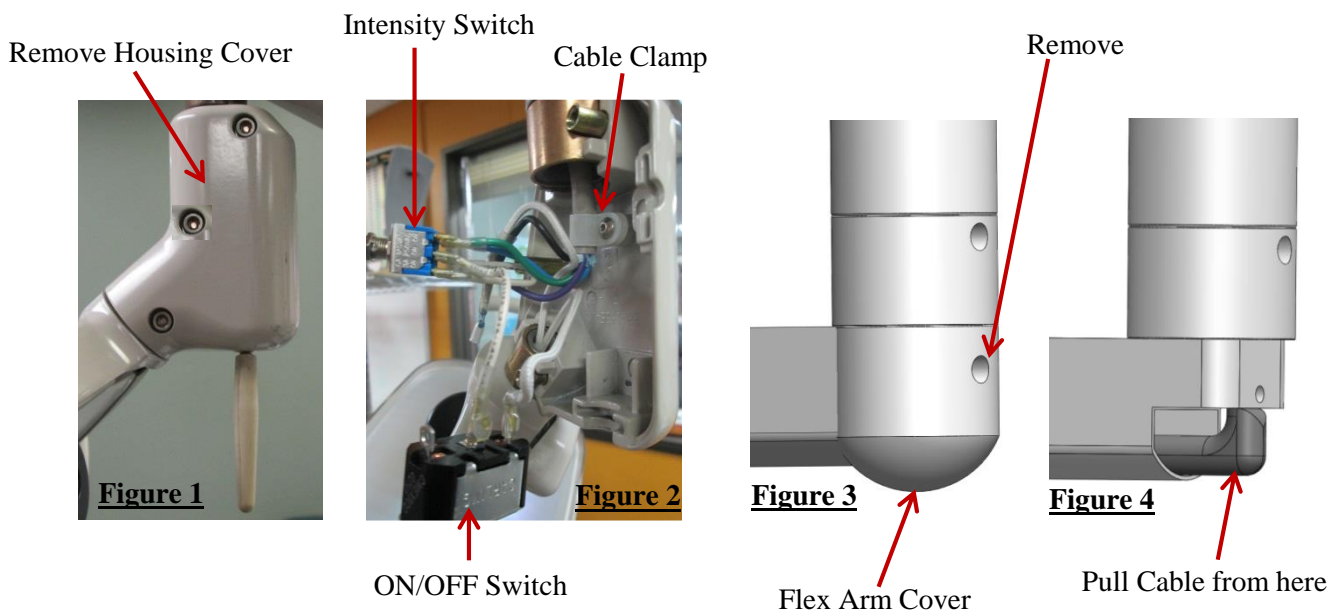 Intensity Switch
Remove Housing Cover
Cable Clamp
Remove
Figure 1
Figure 2
Figure 3
Figure 4
ON/OFF Switch
Flex Arm Cover
Pull Cable from here